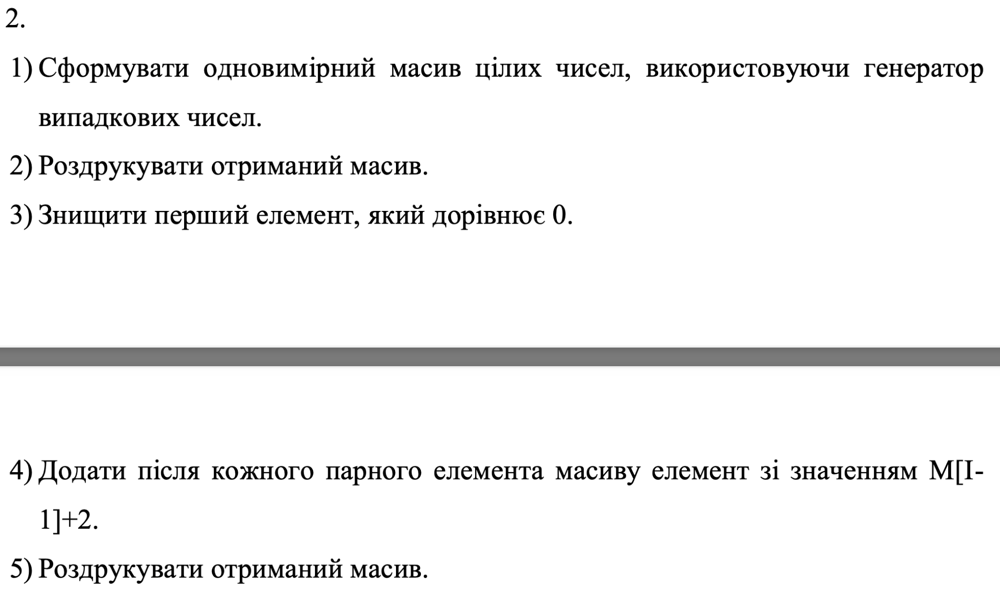 2.
1) Сформувати одновимірний масив цілих чисел, використовуючи генератор
випадкових чисел.
2) Роздрукувати отриманий масив.
3) Знищити перший елемент, який дорівнює 0.
4) Додати після кожного парного елемента масиву елемент зі значенням M[I-
1]+2.
5) Роздрукувати отриманий масив.